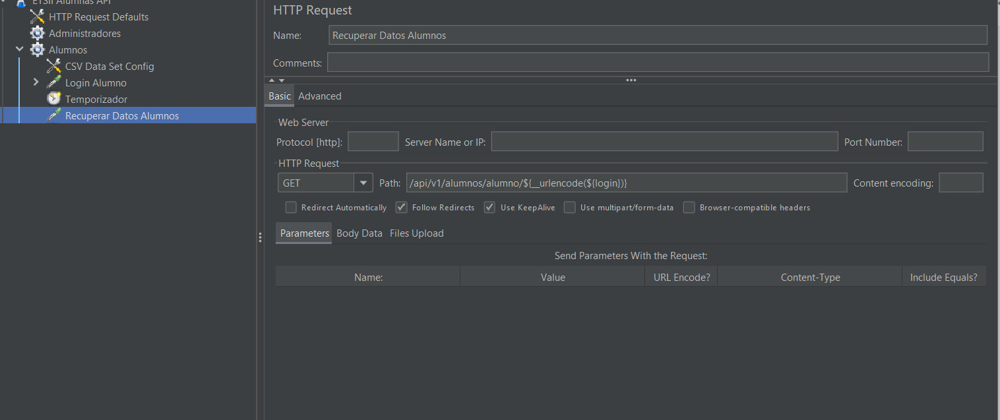 ETSII Alumnas API
HTTP Request Defaults
Administradores
Alumnos
CSV Data Set Config
Login Alumno
Temporizador
Recuperar Datos Alumnos
HTTP Request
Name: Recuperar Datos Alumnos
Comments:
Basic Advanced
Web Server
Protocol [http]: Server Name or IP: Port Number:
HTTP Request
GET Path: /api/v1/alumnos/alumno/${__urlencode(${login})} Content encoding:
Redirect Automatically Follow Redirects Use KeepAlive Use multipart/form-data Browser-compatible headers
Parameters Body Data Files Upload
Send Parameters With the Request:
Name: Value URL Encode? Content-Type Include Equals?